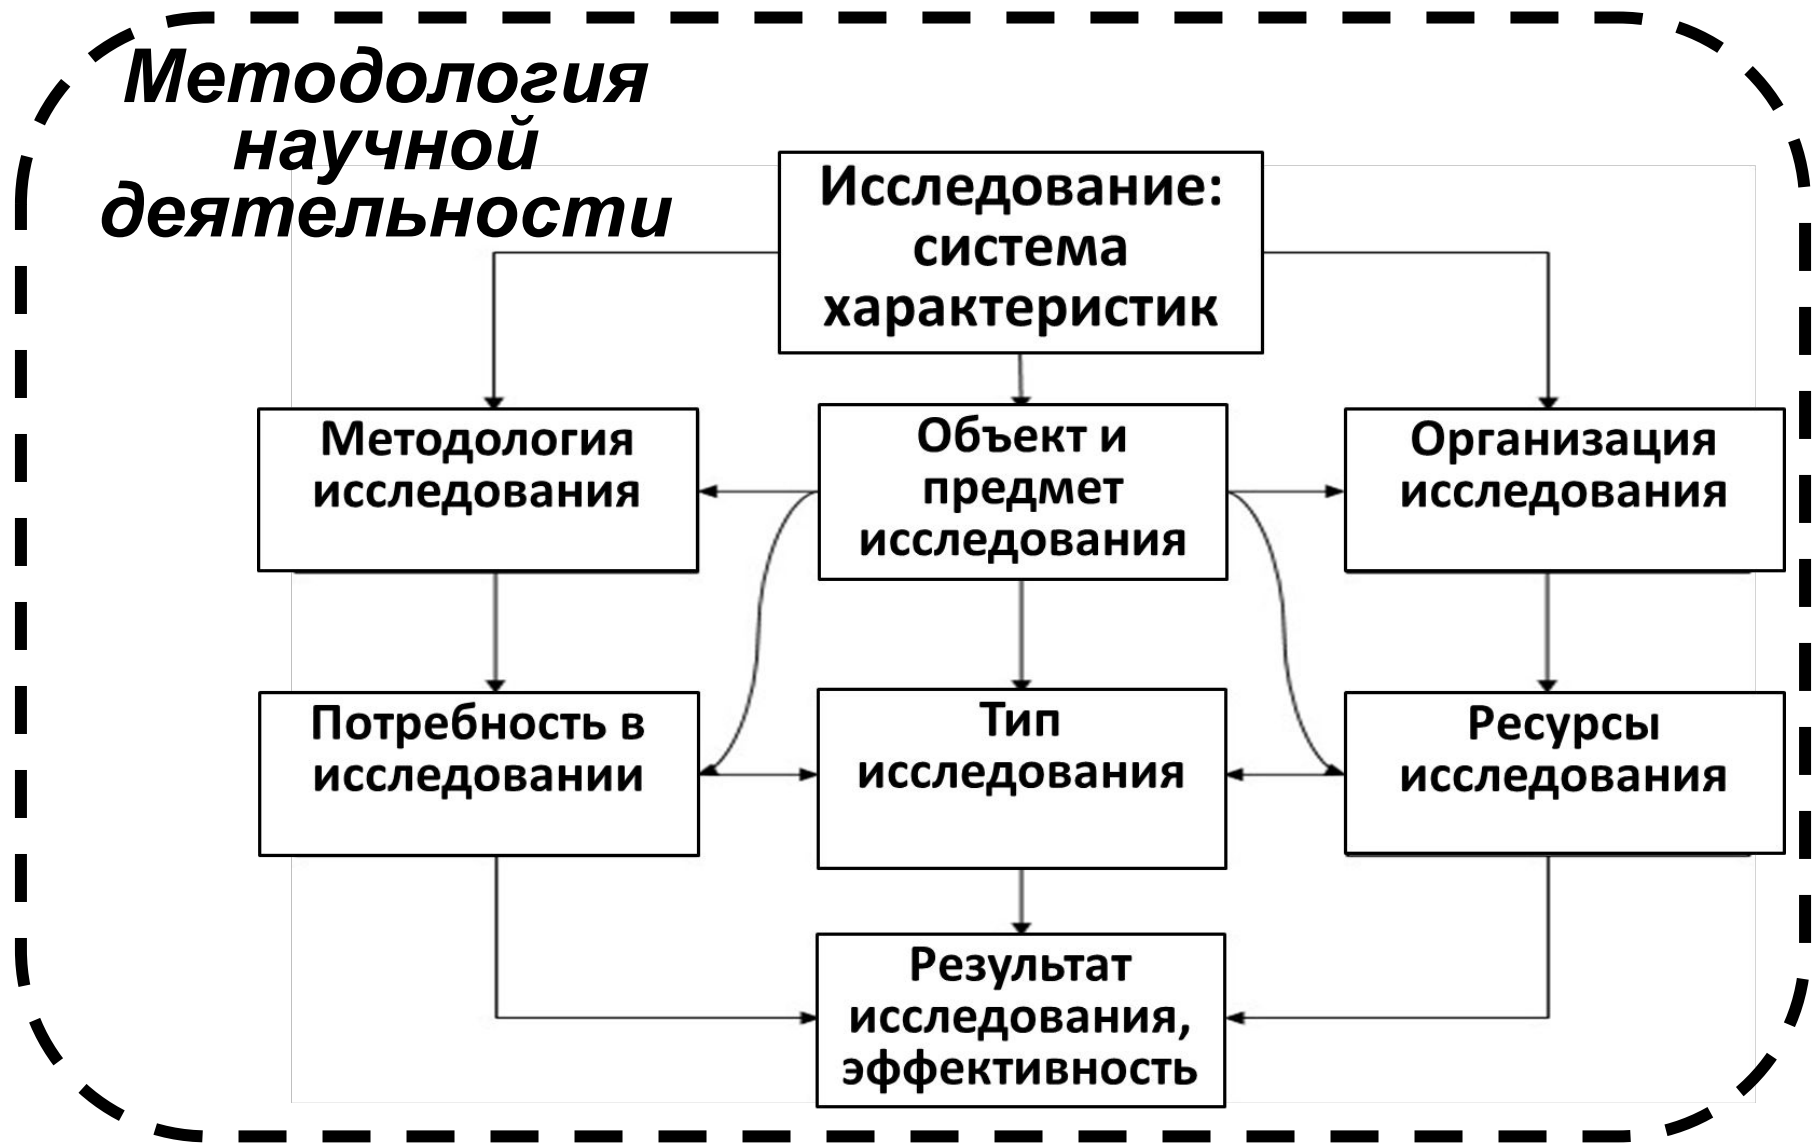 Методология
научной
деятельности
Исследование:
система
характеристик
Методология
исследования
Объект и
предмет
исследования
Организация
исследования
Потребность в
исследовании
Тип
исследования
Ресурсы
исследования
Результат
исследования,
эффективность